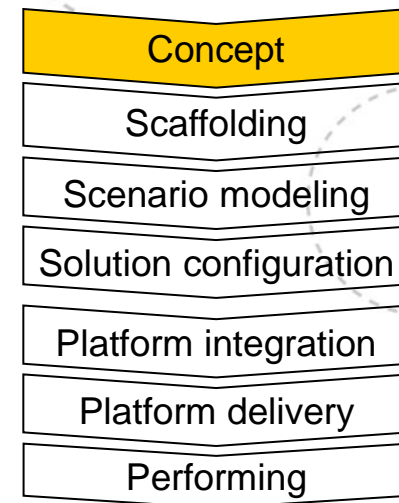 Concept
Scaffolding
Scenario modeling
Solution configuration
Platform integration
Platform delivery
Performing